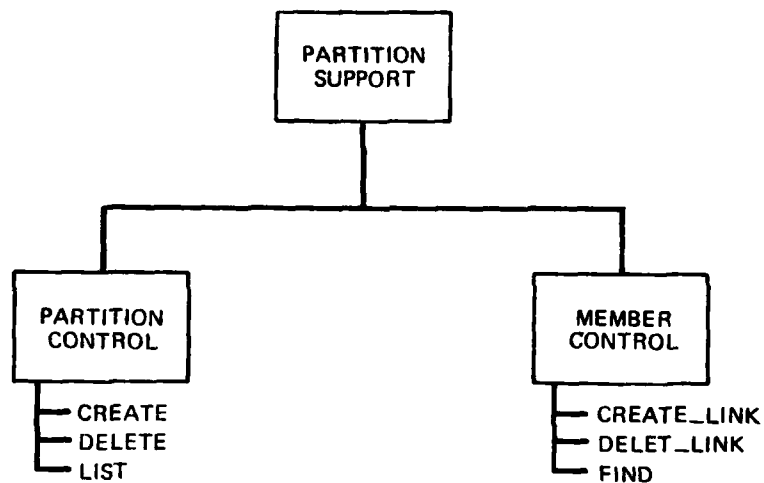 PARTITION
SUPPORT
PARTITION
CONTROL
CREATE
DELETE
LIST
MEMBER
CONTROL
CREATE_LINK
DELET_LINK
FIND